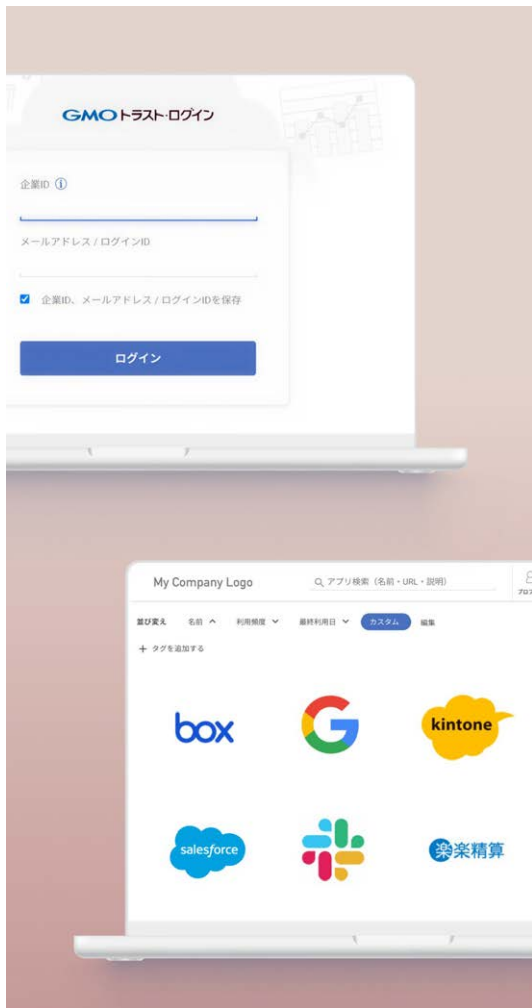 GMOトラスト・ログイン
企業ID
メールアドレス / ログインID
企業ID、メールアドレス / ログインIDを保存
ログイン
My Company Logo
アプリ検索（名前・URL・説明）
並び変え 名前 利用頻度 最終利用日 カスタム 編集
＋ タグを追加する
box
G
kintone
salesforce
楽楽精算